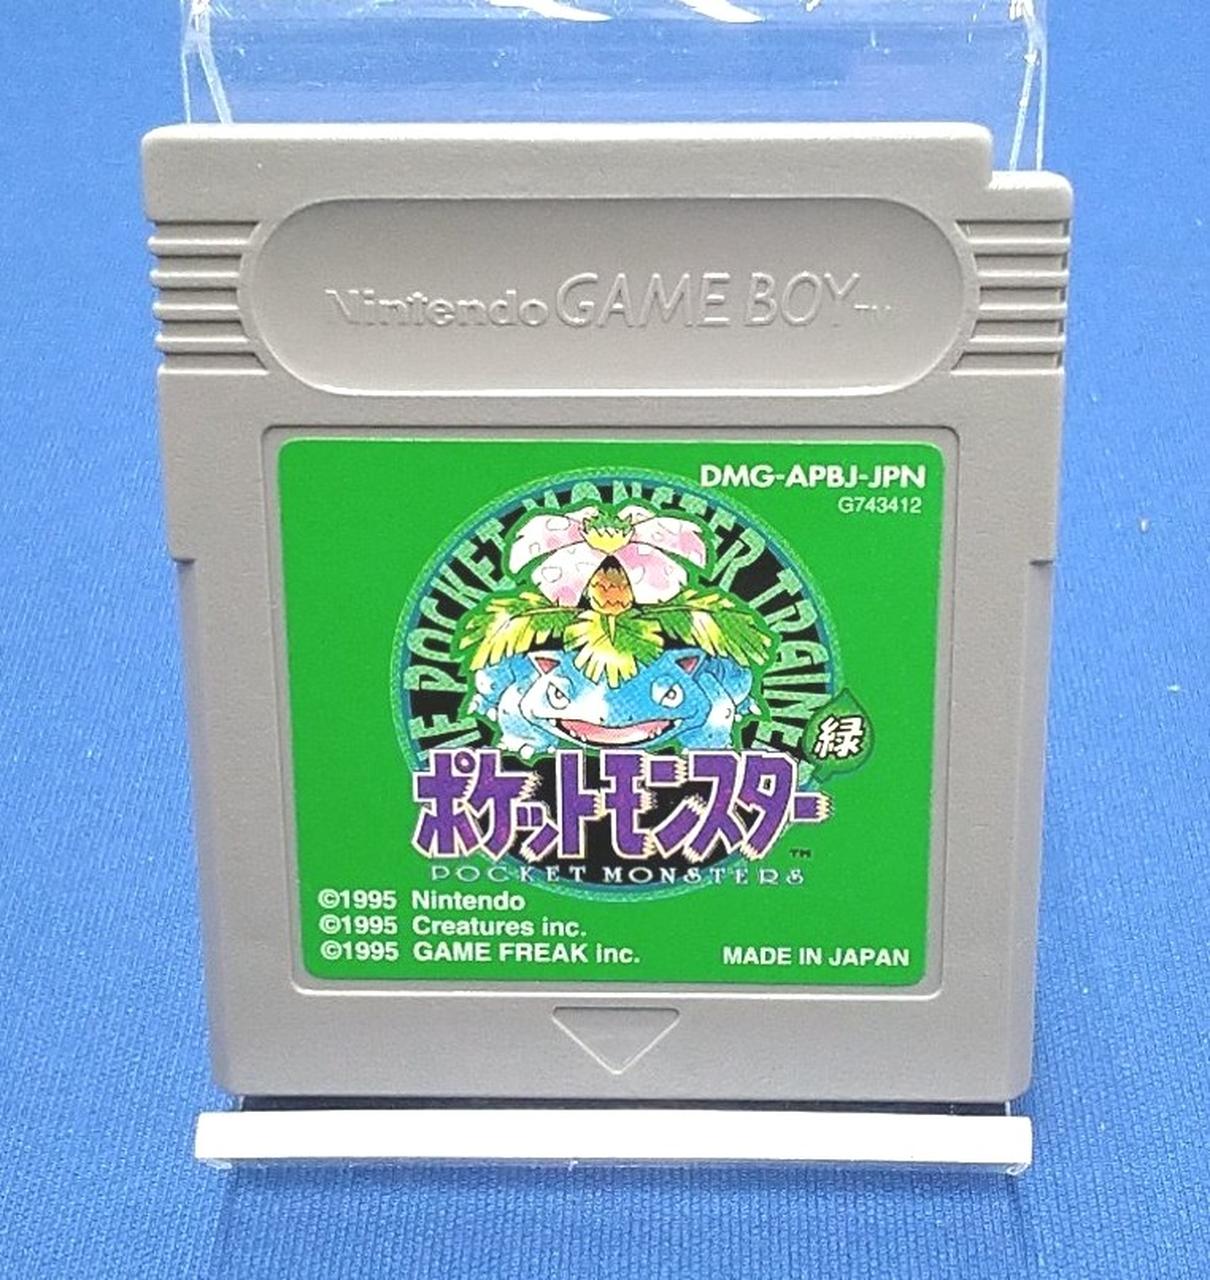 Nintendo GAME BOY™
DMG-APBJ-JPN
G743412
POCKET MONSTER TRAINER
緑
ポケットモンスター
™
POCKET MONSTERS
©1995 Nintendo
©1995 Creatures inc.
©1995 GAME FREAK inc.
MADE IN JAPAN